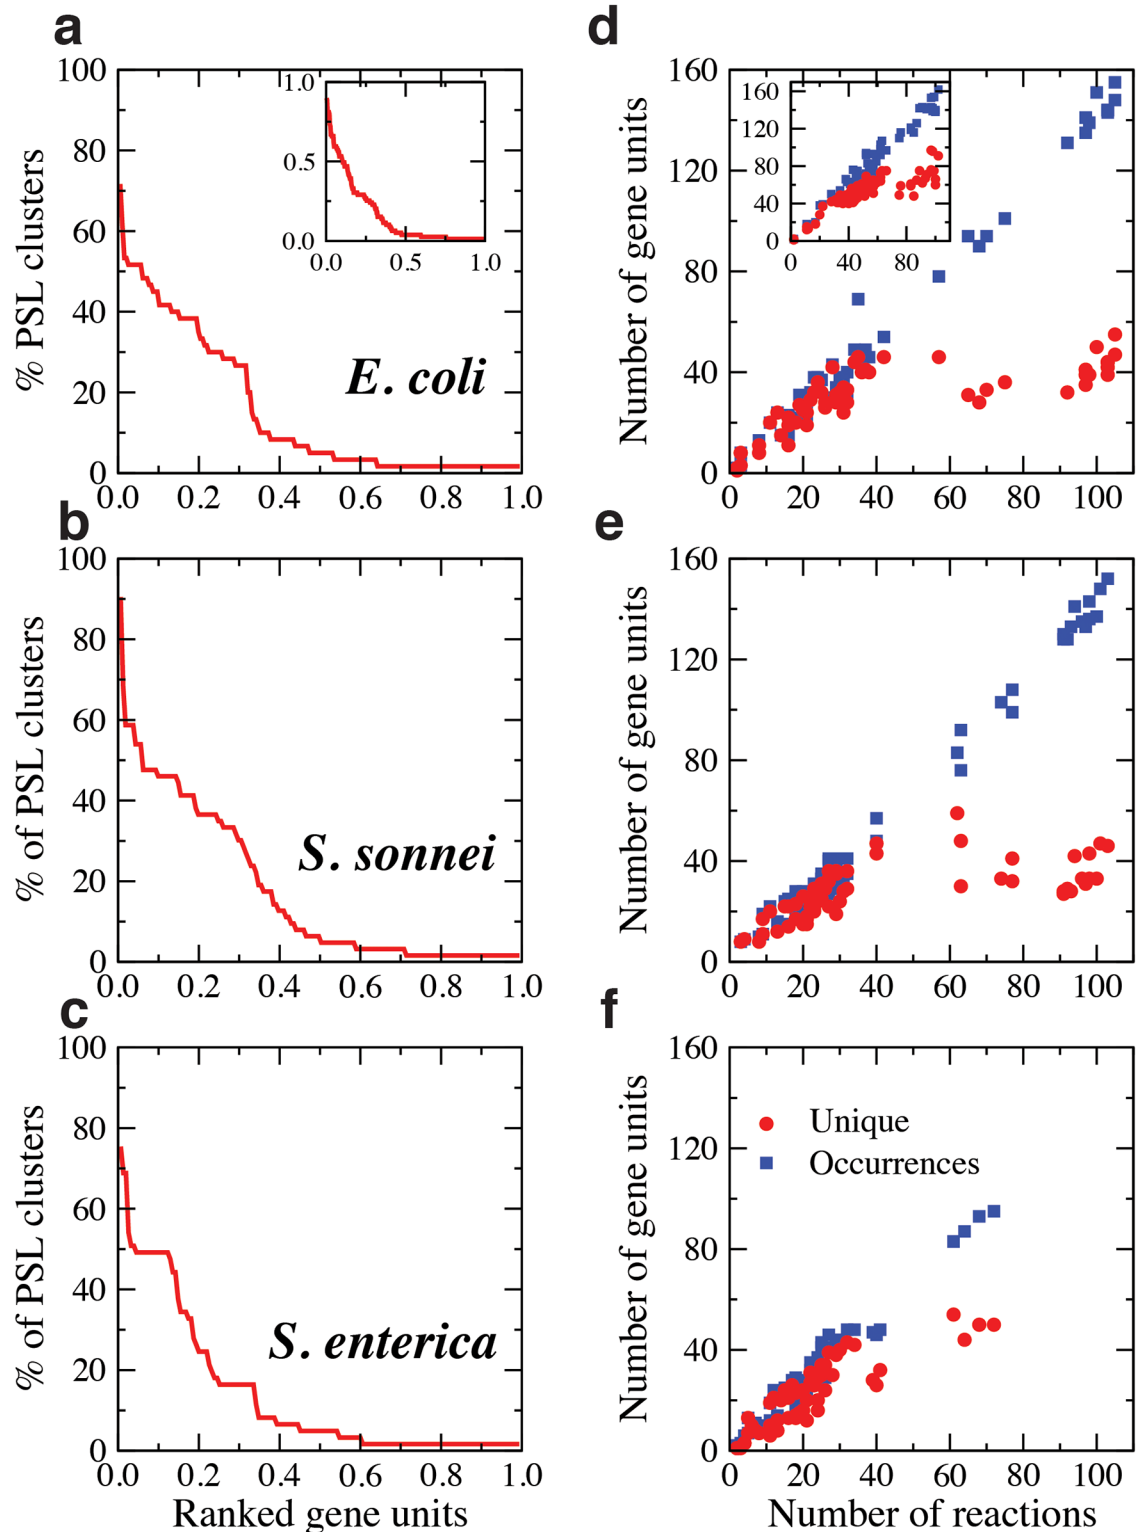 a
100
80
60
40
20
0
% PSL clusters
0.0 0.2 0.4 0.6 0.8 1.0
E. coli
1.0
0.5
0.0
0.0 0.5 1.0
d
160
120
80
40
0
Number of gene units
0 20 40 60 80 100
160
120
80
40
0
0 40 80
b
100
80
60
40
20
0
% of PSL clusters
0.0 0.2 0.4 0.6 0.8 1.0
S. sonnei
e
160
120
80
40
0
Number of gene units
0 20 40 60 80 100
c
100
80
60
40
20
0
% of PSL clusters
0.0 0.2 0.4 0.6 0.8 1.0
S. enterica
Ranked gene units
f
160
120
80
40
0
Number of gene units
Unique
Occurrences
0 20 40 60 80 100
Number of reactions